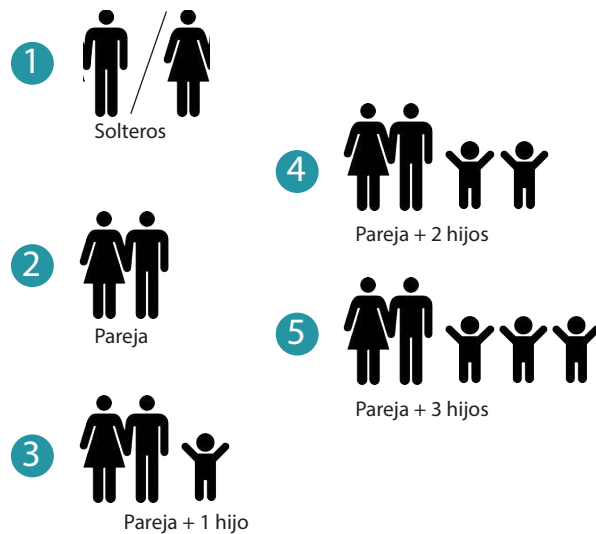 1
Solteros
2
Pareja
3
Pareja + 1 hijo
4
Pareja + 2 hijos
5
Pareja + 3 hijos